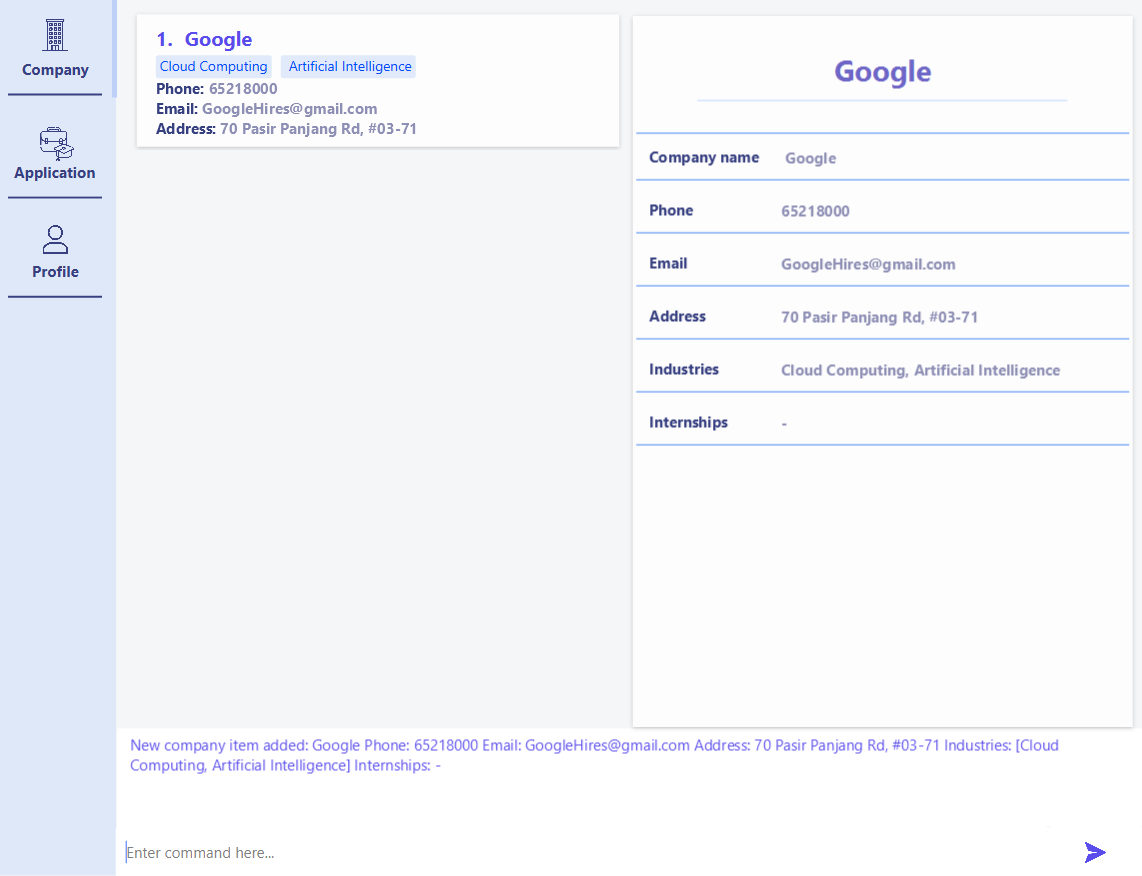 Company
Application
Profile
1. Google
Cloud Computing Artificial Intelligence
Phone: 65218000
Email: GoogleHires@gmail.com
Address: 70 Pasir Panjang Rd, #03-71
Google
Company name Google
Phone 65218000
Email GoogleHires@gmail.com
Address 70 Pasir Panjang Rd, #03-71
Industries Cloud Computing, Artificial Intelligence
Internships -
New company item added: Google Phone: 65218000 Email: GoogleHires@gmail.com Address: 70 Pasir Panjang Rd, #03-71 Industries: [Cloud
Computing, Artificial Intelligence] Internships: -
Enter command here...